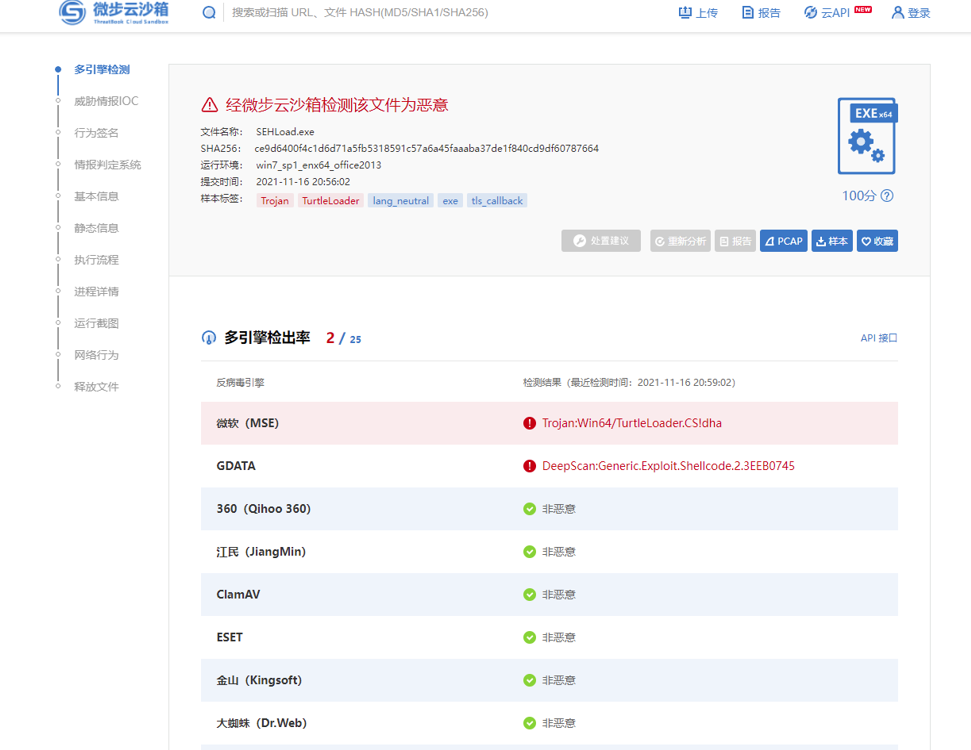 微步云沙箱
ThreatBook Cloud Sandbox
搜索或扫描 URL、文件 HASH(MD5/SHA1/SHA256)
上传
报告
云API NEW
登录
多引擎检测
威胁情报IOC
行为签名
情报判定系统
基本信息
静态信息
执行流程
进程详情
运行截图
网络行为
释放文件
经微步云沙箱检测该文件为恶意
文件名称: SEHLoad.exe
SHA256: ce9d6400f4c1d6d71a5fb5318591c57a6a45faaaba37de1f840cd9df60787664
运行环境: win7_sp1_enx64_office2013
提交时间: 2021-11-16 20:56:02
样本标签: Trojan TurtleLoader lang_neutral exe tls_callback
EXE x64
100分 ?
处置建议
重新分析
报告
PCAP
样本
收藏
多引擎检出率 2 / 25
API 接口
反病毒引擎 检测结果（最近检测时间：2021-11-16 20:59:02）
微软（MSE） Trojan:Win64/TurtleLoader.CS!dha
GDATA DeepScan:Generic.Exploit.Shellcode.2.3EEB0745
360（Qihoo 360） 非恶意
江民（JiangMin） 非恶意
ClamAV 非恶意
ESET 非恶意
金山（Kingsoft） 非恶意
大蜘蛛（Dr.Web） 非恶意